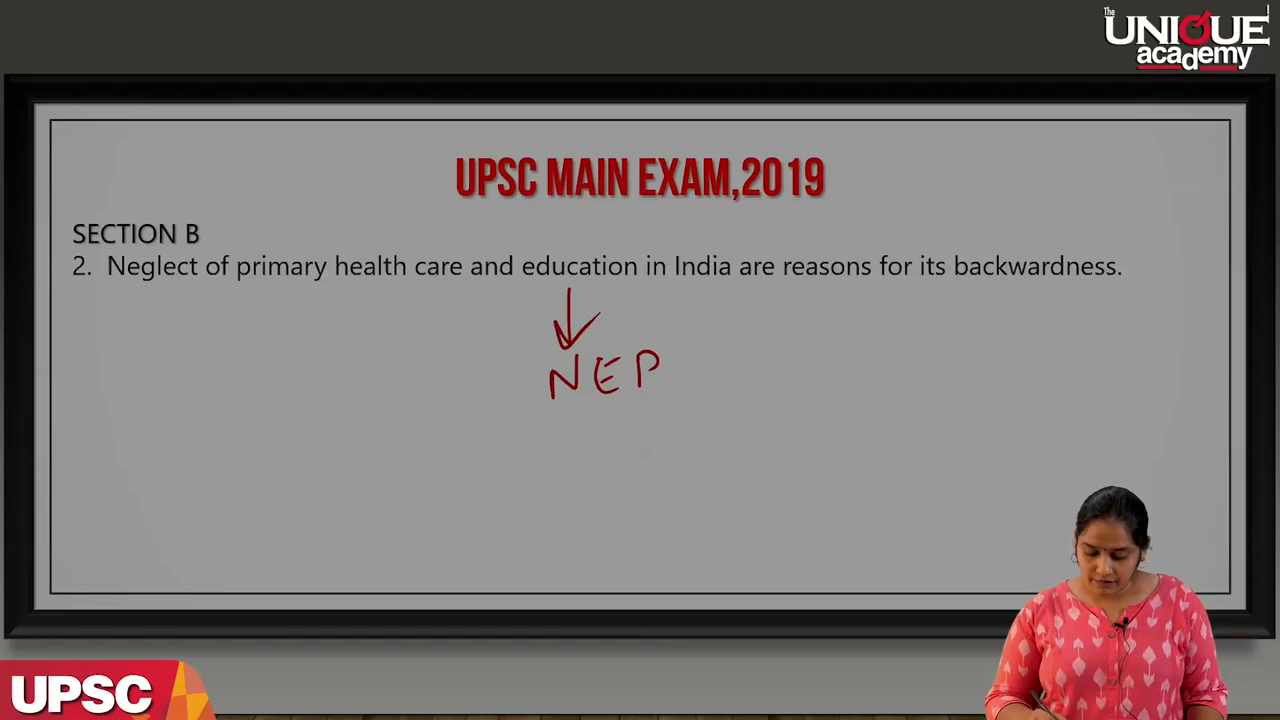 The
UNIQUE
academy
UPSC MAIN EXAM,2019
SECTION B
2. Neglect of primary health care and education in India are reasons for its backwardness.
NEP
UPSC